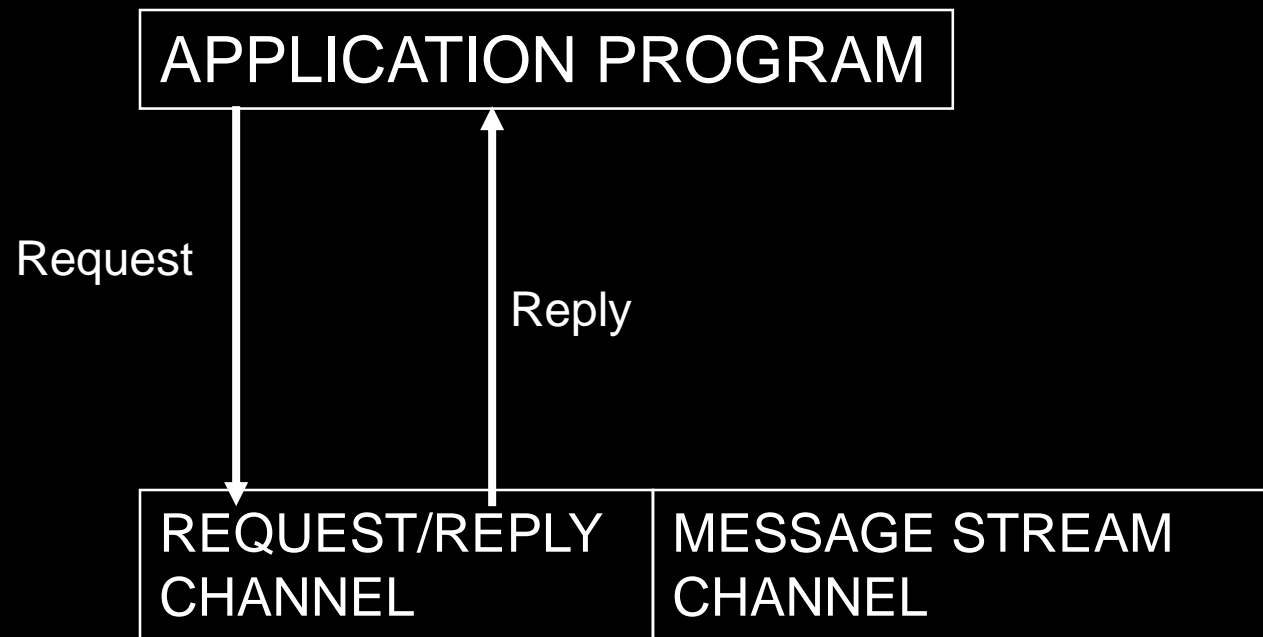 APPLICATION PROGRAM
Request
Reply
REQUEST/REPLY
CHANNEL
MESSAGE STREAM
CHANNEL